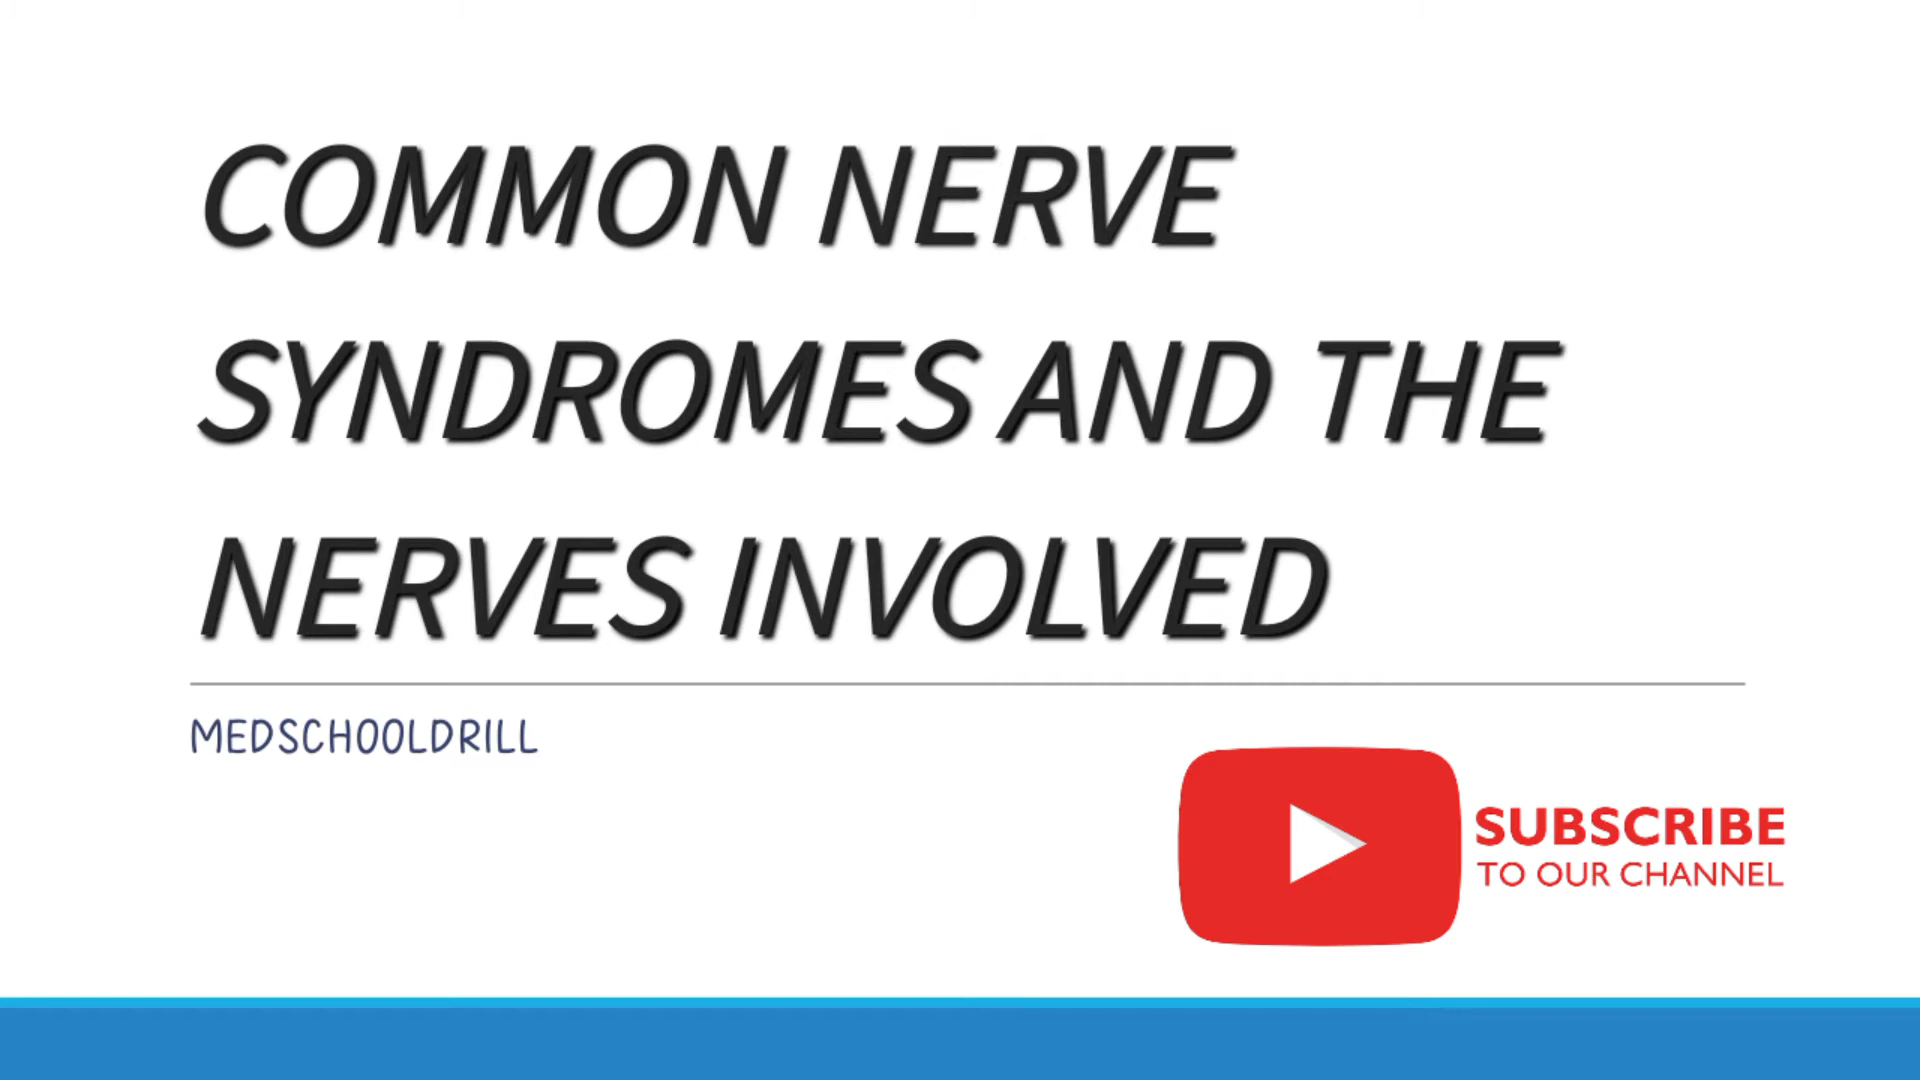 COMMON NERVE
SYNDROMES AND THE
NERVES INVOLVED
MEDSCHOOLDRILL
SUBSCRIBE
TO OUR CHANNEL